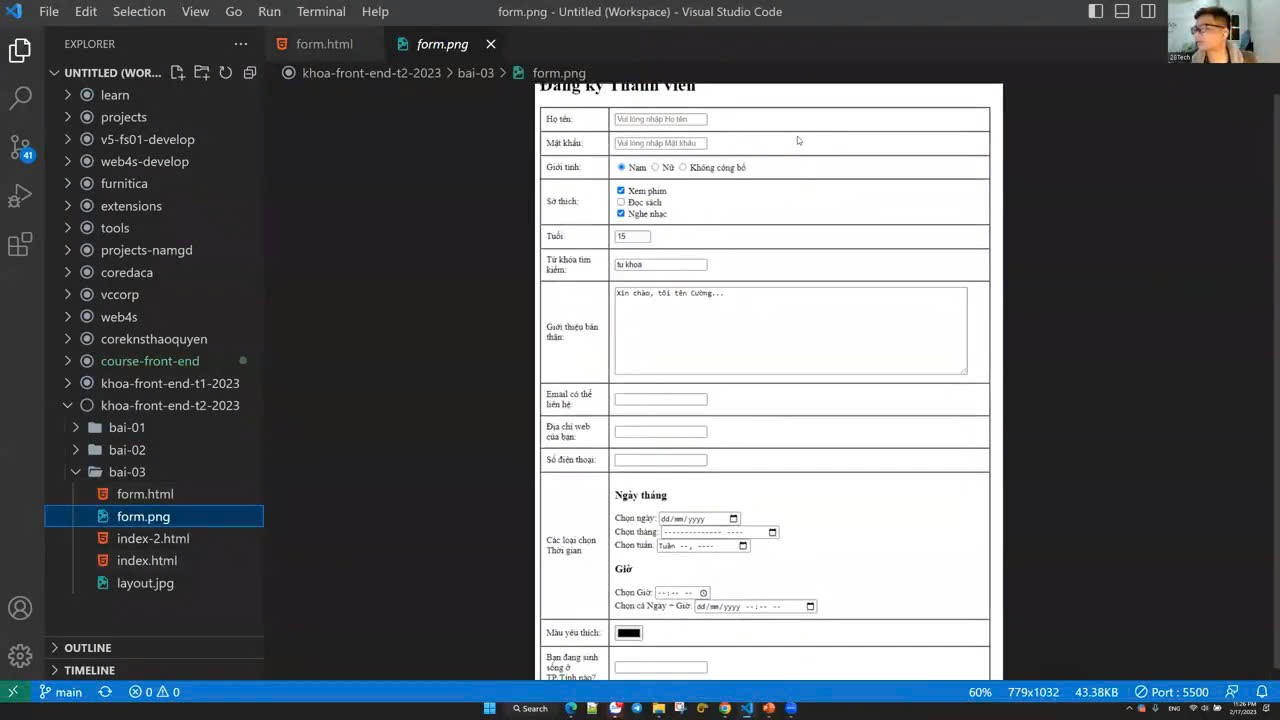 File Edit Selection View Go Run Terminal Help
form.png - Untitled (Workspace) - Visual Studio Code
28Tech
EXPLORER
form.html
form.png
UNTITLED (WOR...
khoa-front-end-t2-2023 > bai-03 > form.png
learn
projects
v5-fs01-develop
web4s-develop
furnitica
extensions
tools
projects-namgd
coredaca
vccorp
web4s
coreknsthaoquyen
course-front-end
khoa-front-end-t1-2023
khoa-front-end-t2-2023
bai-01
bai-02
bai-03
form.html
form.png
index-2.html
index.html
layout.jpg
OUTLINE
TIMELINE
41
Đăng ký Thành viên
Họ tên:
Vui lòng nhập Họ tên
Mật khẩu:
Vui lòng nhập Mật khẩu
Giới tính:
Nam Nữ Không công bố
Sở thích:
Xem phim
Đọc sách
Nghe nhạc
Tuổi:
15
Từ khóa tìm
kiếm:
tu khoa
Giới thiệu bản
thân:
Xin chào, tôi tên Cường...
Email có thể
liên hệ:
Địa chỉ web
của bạn:
Số điện thoại:
Các loại chọn
Thời gian
Ngày tháng
Chọn ngày: dd/mm/yyyy
Chọn tháng: -------------- ----
Chọn tuần: Tuần --, ----
Giờ
Chọn Giờ: --:-- --
Chọn cả Ngày + Giờ: dd/mm/yyyy --:-- --
Màu yêu thích:
Bạn đang sinh
sống ở
TP.Tỉnh nào?
main
0 0
60% 779x1032 43.38KB Port : 5500
Search
ENG
11:26 PM
2/17/2023